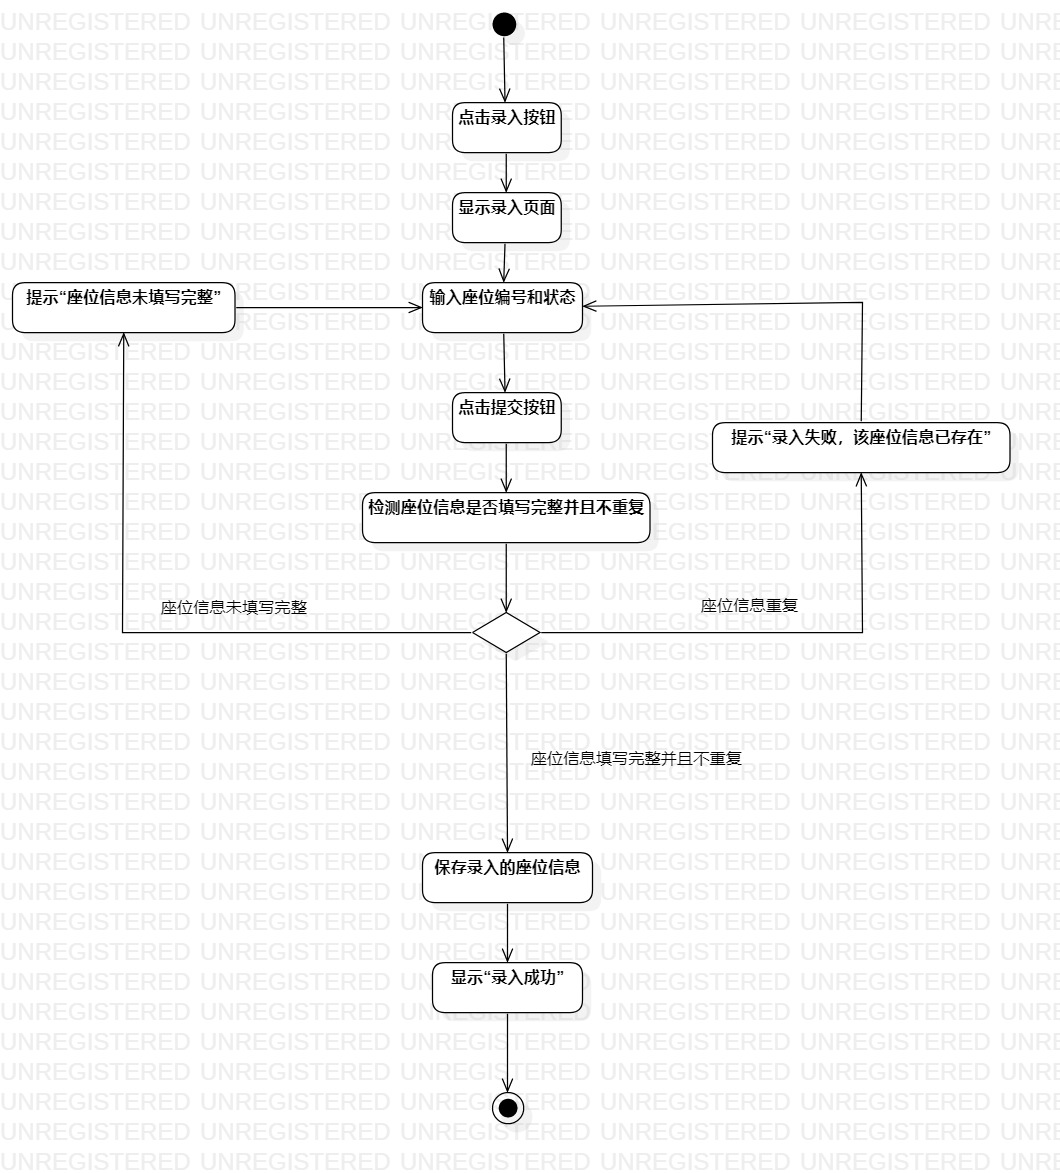 点击录入按钮
显示录入页面
提示“座位信息未填写完整”
输入座位编号和状态
点击提交按钮
提示“录入失败，该座位信息已存在”
检测座位信息是否填写完整并且不重复
座位信息未填写完整
座位信息重复
座位信息填写完整并且不重复
保存录入的座位信息
显示“录入成功”
UNREGISTERED